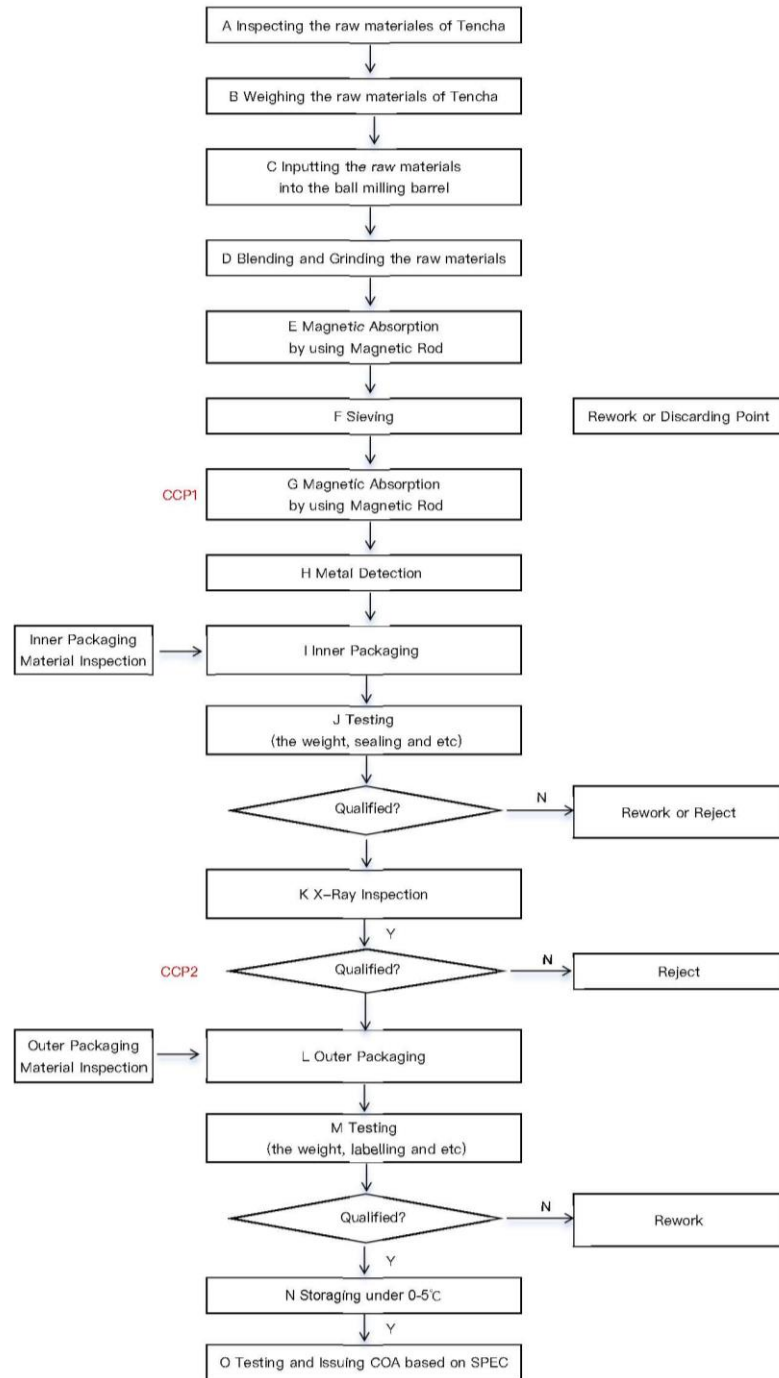 A Inspecting the raw materiales of Tencha
B Weighing the raw materials of Tencha
C Inputting the raw materials
into the ball milling barrel
D Blending and Grinding the raw materials
E Magnetic Absorption
by using Magnetic Rod
F Sieving
Rework or Discarding Point
CCP1
G Magnetic Absorption
by using Magnetic Rod
H Metal Detection
Inner Packaging
Material Inspection
I Inner Packaging
J Testing
(the weight, sealing and etc)
Qualified?
N
Rework or Reject
K X-Ray Inspection
Y
CCP2
Qualified?
N
Reject
Outer Packaging
Material Inspection
L Outer Packaging
M Testing
(the weight, labelling and etc)
Qualified?
N
Rework
Y
N Storaging under 0-5℃
Y
O Testing and Issuing COA based on SPEC